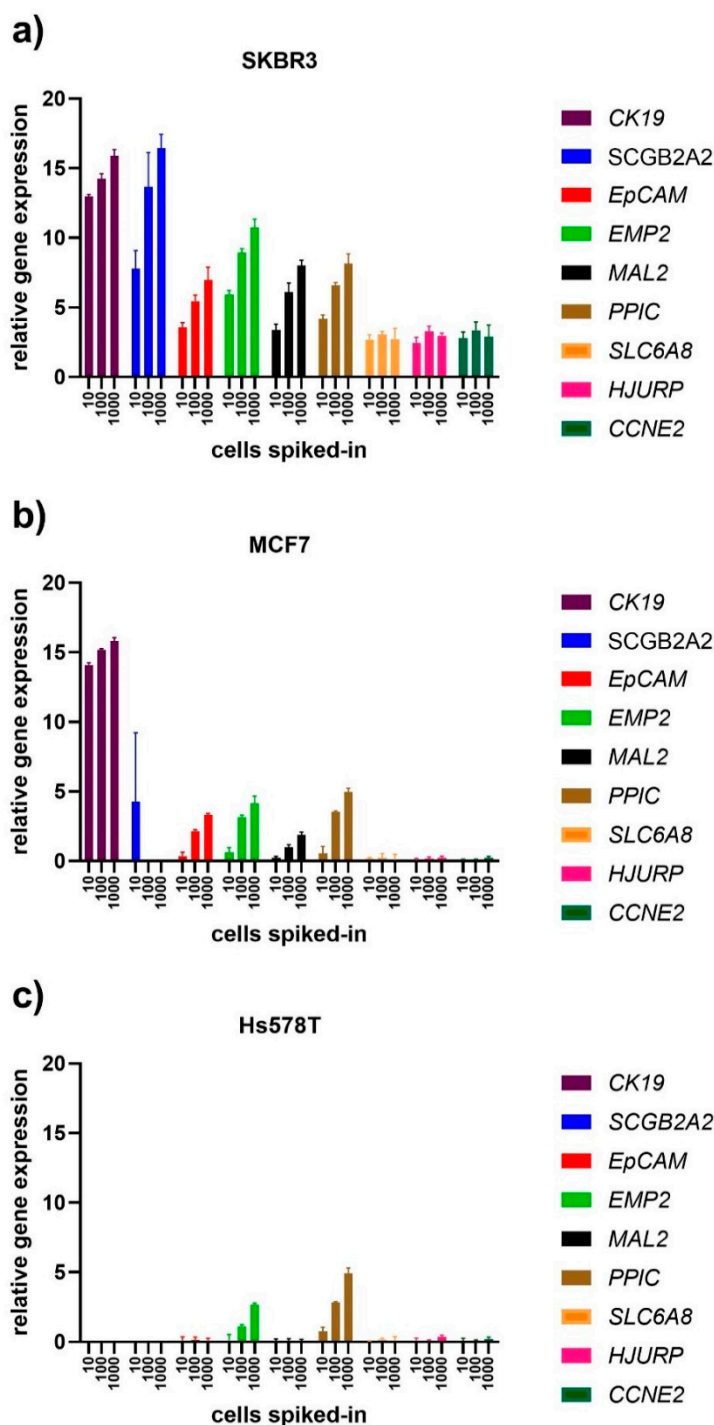 a)
SKBR3
relative gene expression
20
15
10
5
0
10 100 1000 10 100 1000 10 100 1000 10 100 1000 10 100 1000 10 100 1000 10 100 1000 10 100 1000 10 100 1000
cells spiked-in
CK19
SCGB2A2
EpCAM
EMP2
MAL2
PPIC
SLC6A8
HJURP
CCNE2
b)
MCF7
relative gene expression
20
15
10
5
0
10 100 1000 10 100 1000 10 100 1000 10 100 1000 10 100 1000 10 100 1000 10 100 1000 10 100 1000 10 100 1000
cells spiked-in
CK19
SCGB2A2
EpCAM
EMP2
MAL2
PPIC
SLC6A8
HJURP
CCNE2
c)
Hs578T
relative gene expression
20
15
10
5
0
10 100 1000 10 100 1000 10 100 1000 10 100 1000 10 100 1000 10 100 1000 10 100 1000 10 100 1000 10 100 1000
cells spiked-in
CK19
SCGB2A2
EpCAM
EMP2
MAL2
PPIC
SLC6A8
HJURP
CCNE2